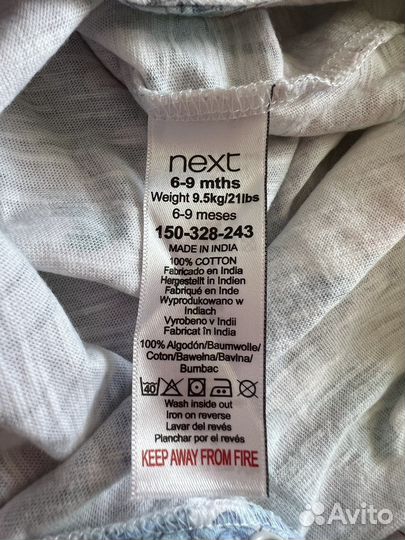 next
6-9 mths
Weight 9.5kg/21lbs
6-9 meses
150-328-243
MADE IN INDIA
100% COTTON
Fabricado en India
Hergestellt in Indien
Fabriqué en Inde
Wyprodukowano w
Indiach
Vyrobeno v Indii
Fabricat în India
100% Algodón/Baumwolle/
Coton/Bawełna/Bavlna/
Bumbac
40
Wash inside out
Iron on reverse
Lavar del revés
Planchar por el revés
KEEP AWAY FROM FIRE
Avito